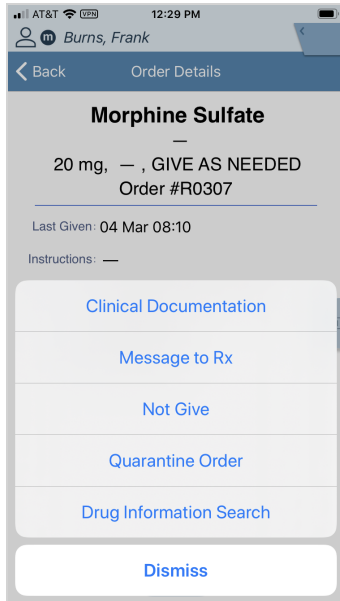 AT&T VPN 12:29 PM
m Burns, Frank
Back Order Details
Morphine Sulfate
—
20 mg, — , GIVE AS NEEDED
Order #R0307
Last Given: 04 Mar 08:10
Instructions: —
Clinical Documentation
Message to Rx
Not Give
Quarantine Order
Drug Information Search
Dismiss